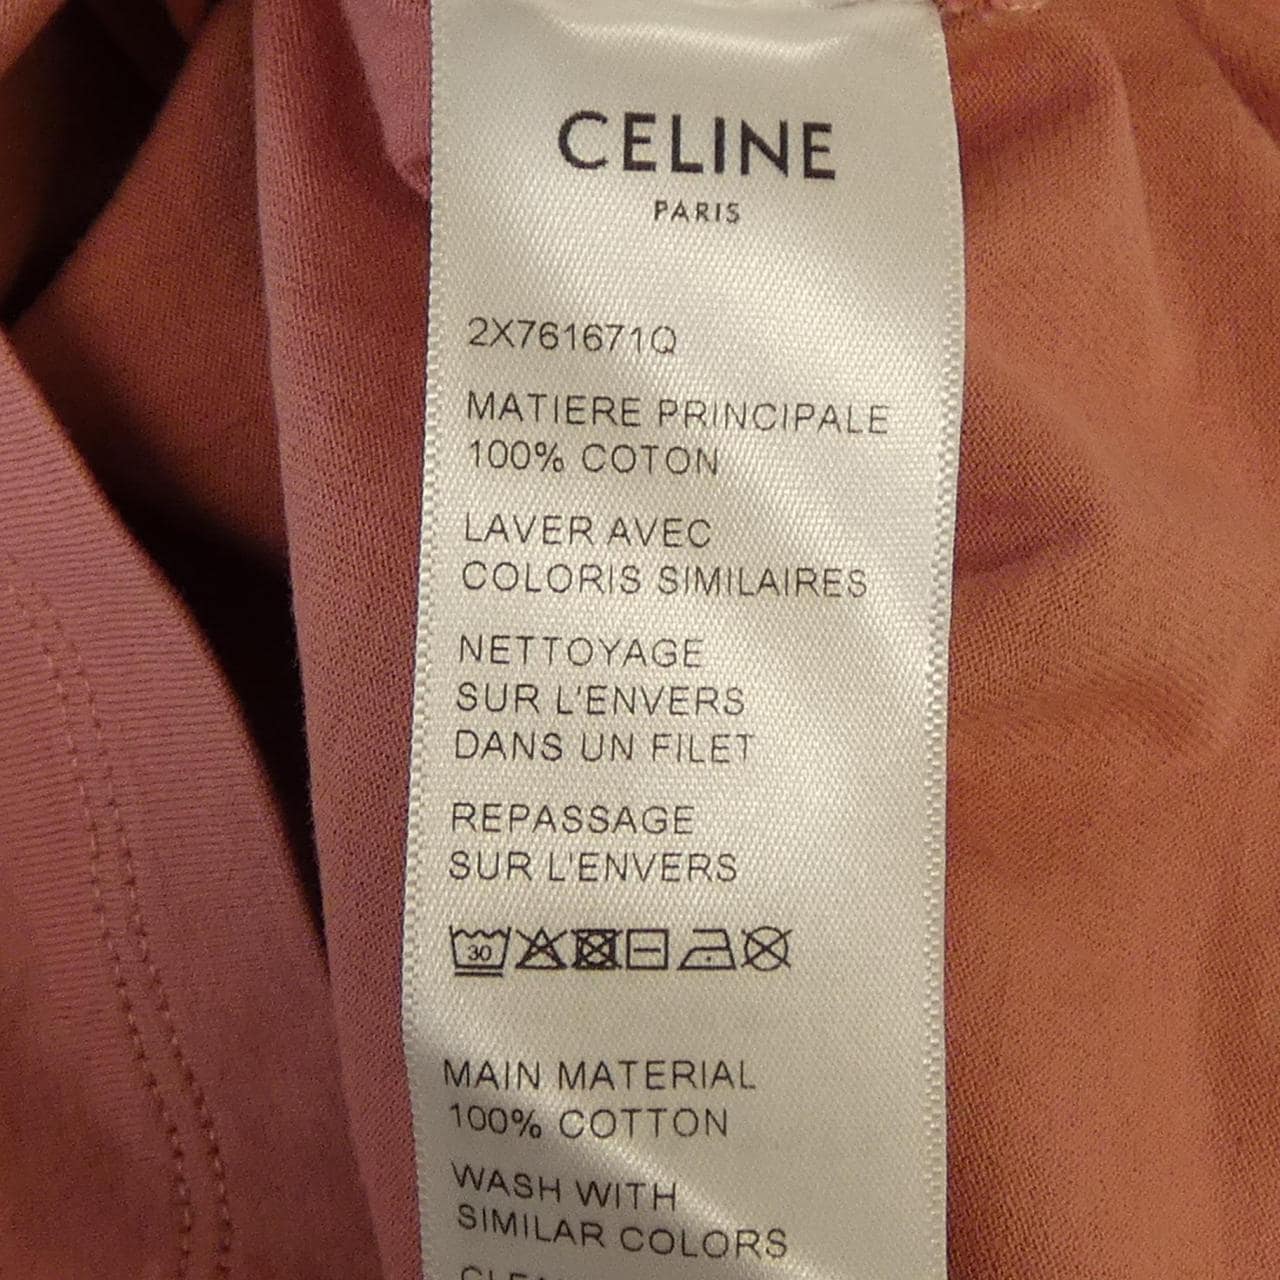 CELINE
PARIS
2X761671Q
MATIERE PRINCIPALE
100% COTON
LAVER AVEC
COLORIS SIMILAIRES
NETTOYAGE
SUR L'ENVERS
DANS UN FILET
REPASSAGE
SUR L'ENVERS
30
MAIN MATERIAL
100% COTTON
WASH WITH
SIMILAR COLORS